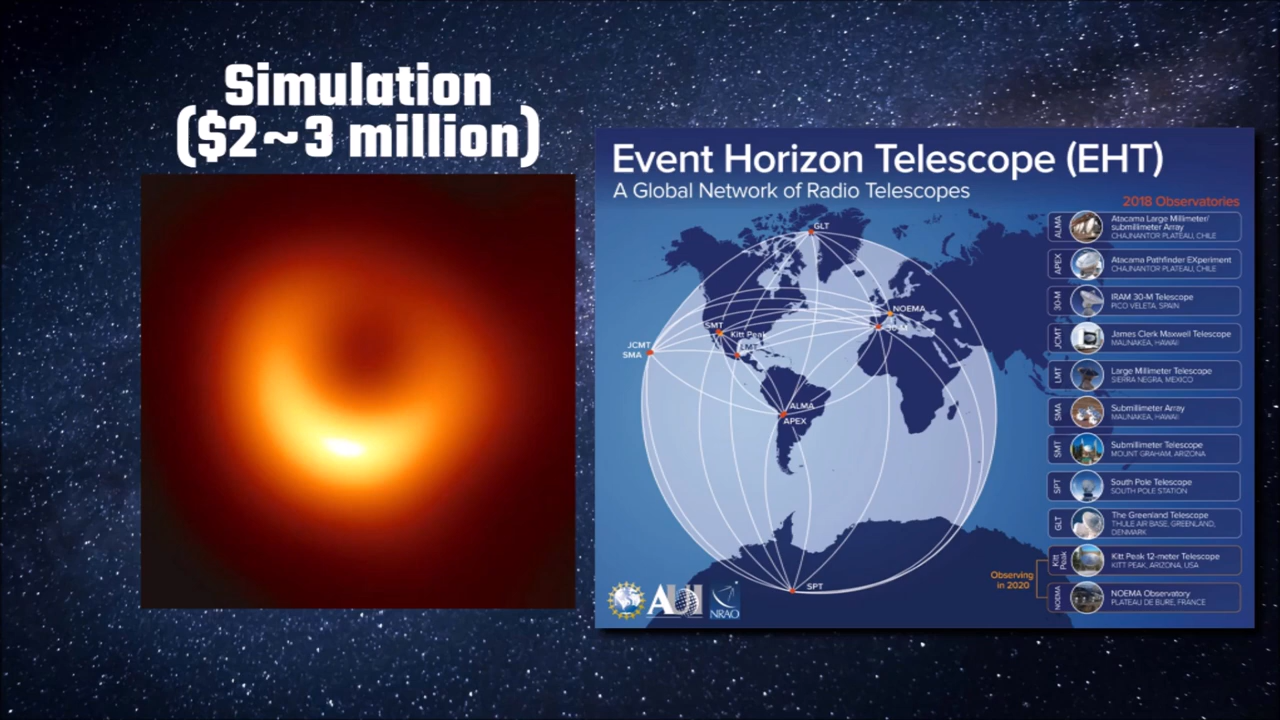 Simulation
($2~3 million)
Event Horizon Telescope (EHT)
A Global Network of Radio Telescopes
2018 Observatories
GLT
NOEMA
30-M
SMT
Kitt Peak
LMT
JCMT
SMA
ALMA
APEX
SPT
ALMA
Atacama Large Millimeter/
submillimeter Array
CHAJNANTOR PLATEAU, CHILE
APEX
Atacama Pathfinder EXperiment
CHAJNANTOR PLATEAU, CHILE
30-M
IRAM 30-M Telescope
PICO VELETA, SPAIN
JCMT
James Clerk Maxwell Telescope
MAUNAKEA, HAWAII
LMT
Large Millimeter Telescope
SIERRA NEGRA, MEXICO
SMA
Submillimeter Array
MAUNAKEA, HAWAII
SMT
Submillimeter Telescope
MOUNT GRAHAM, ARIZONA
SPT
South Pole Telescope
SOUTH POLE STATION
GLT
The Greenland Telescope
THULE AIR BASE, GREENLAND,
DENMARK
Observing
in 2020
Kitt
Peak
Kitt Peak 12-meter Telescope
KITT PEAK, ARIZONA, USA
NOEMA
NOEMA Observatory
PLATEAU DE BURE, FRANCE
AUI
NRAO